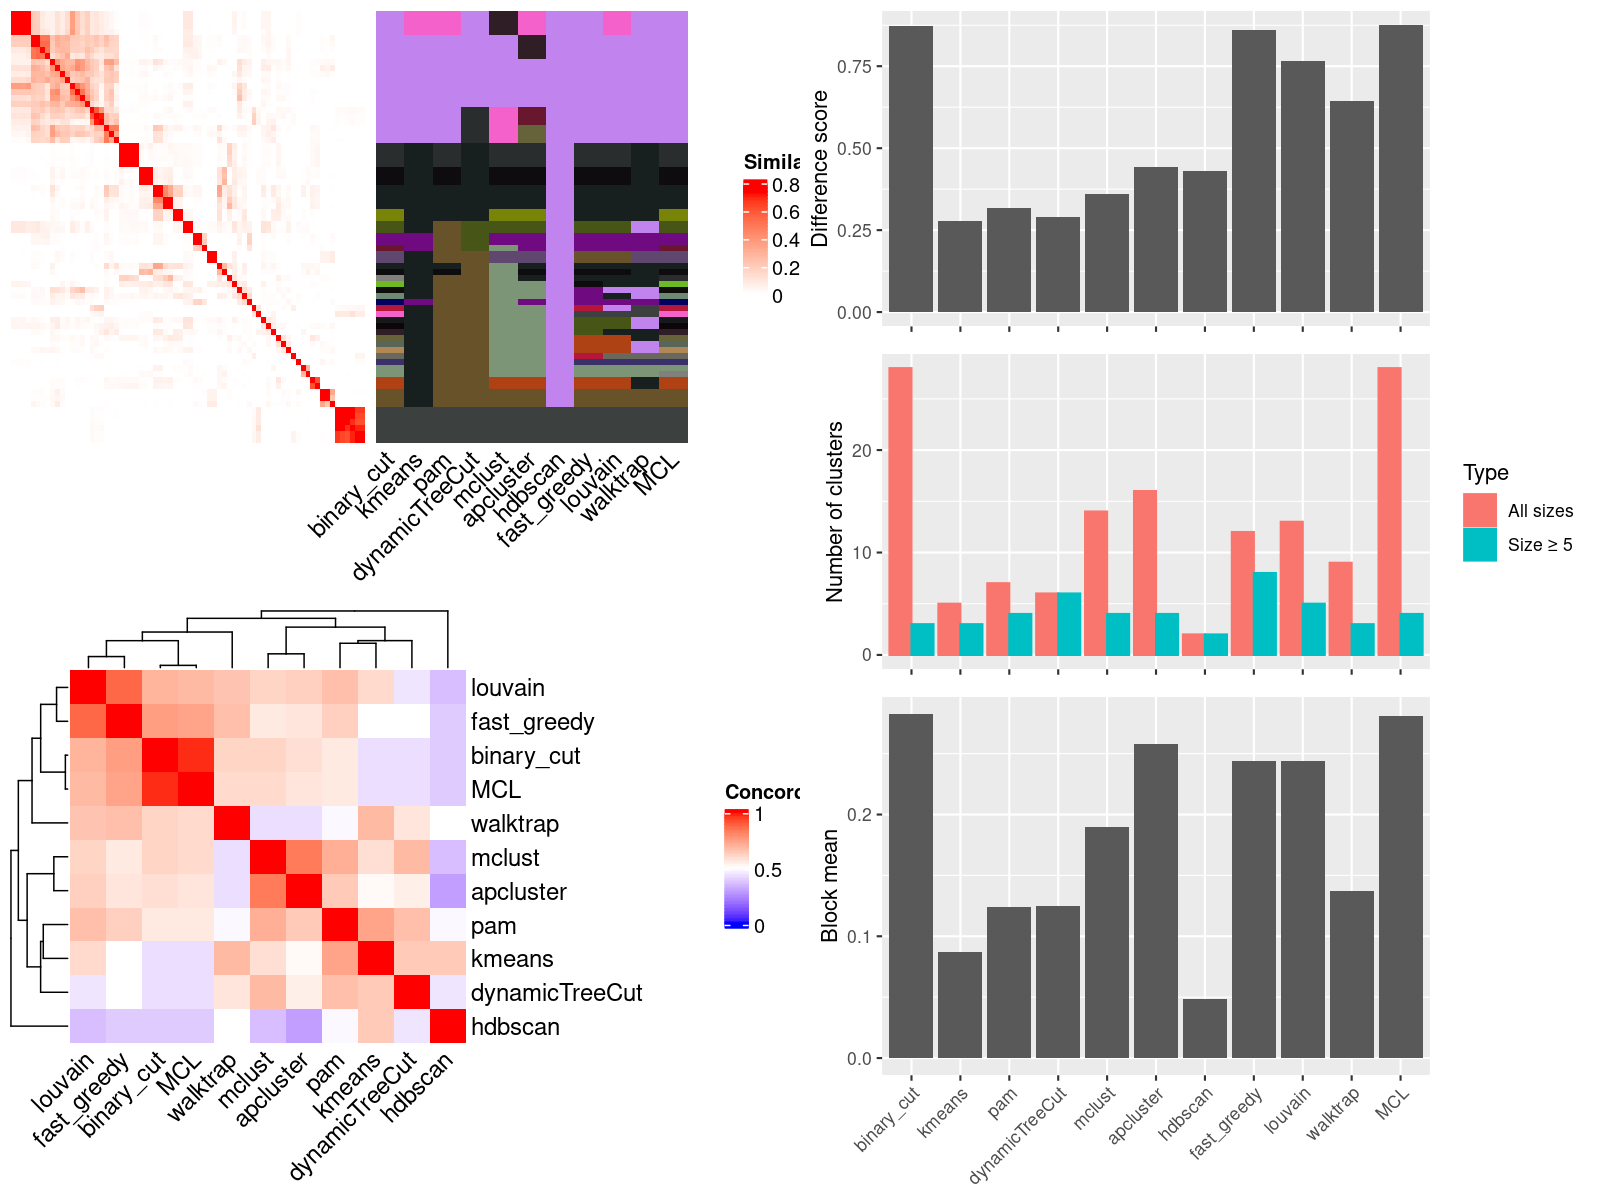 Simila
0.8
0.6
0.4
0.2
0
binary_cut
kmeans
pam
dynamicTreeCut
mclust
apcluster
hdbscan
fast_greedy
louvain
walktrap
MCL
louvain
fast_greedy
binary_cut
MCL
walktrap
mclust
apcluster
pam
kmeans
dynamicTreeCut
hdbscan
louvain
fast_greedy
binary_cut
MCL
walktrap
mclust
apcluster
pam
kmeans
dynamicTreeCut
hdbscan
Concord
1
0.5
0
Difference score
0.75
0.50
0.25
0.00
Number of clusters
20
10
0
Type
All sizes
Size ≥ 5
Block mean
0.2
0.1
0.0
binary_cut
kmeans
pam
dynamicTreeCut
mclust
apcluster
hdbscan
fast_greedy
louvain
walktrap
MCL